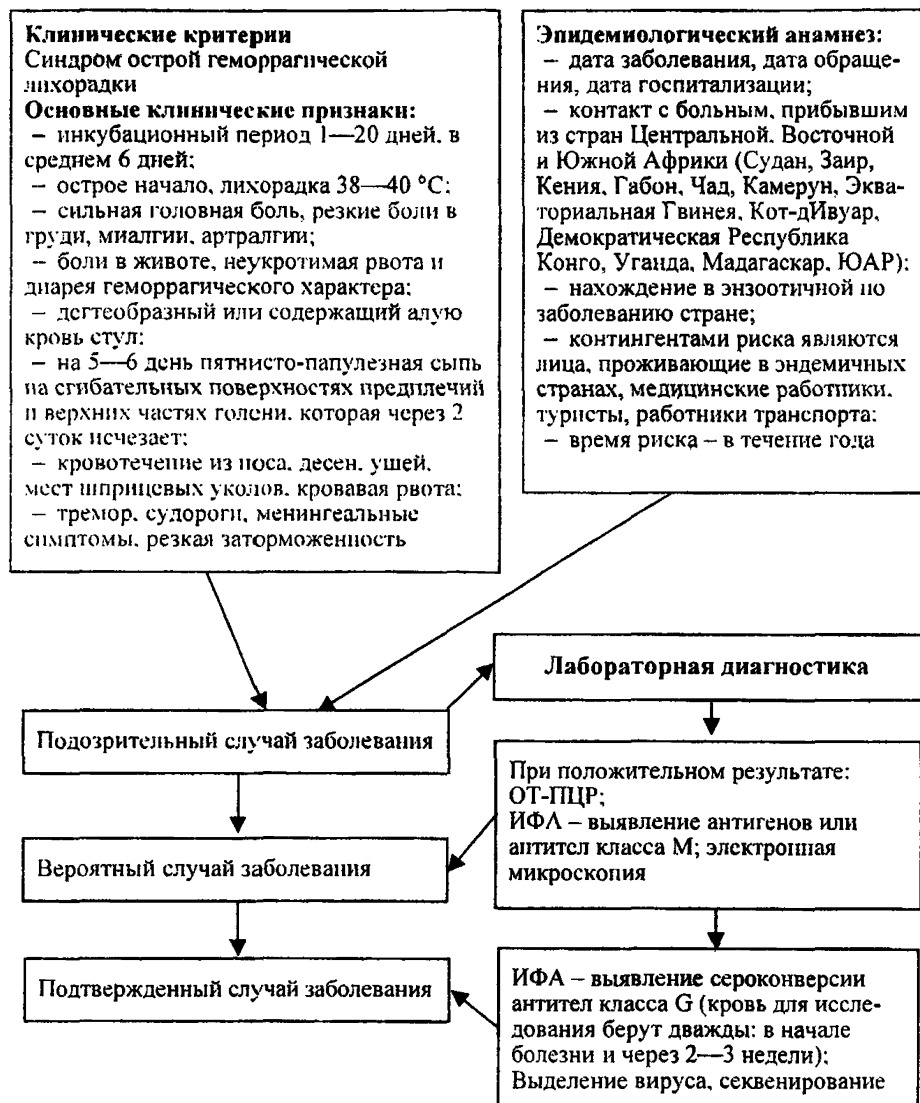 Клинические критерии
Синдром острой геморрагической
лихорадки
Основные клинические признаки:
– инкубационный период 1—20 дней, в
среднем 6 дней;
– острое начало, лихорадка 38—40 °С;
– сильная головная боль, резкие боли в
груди, миалгии, артралгии;
– боли в животе, неукротимая рвота и
диарея геморрагического характера;
– дегтеобразный или содержащий алую
кровь стул;
– на 5—6 день пятнисто-папулезная сыпь
на сгибательных поверхностях предплечий
и верхних частях голени, которая через 2
суток исчезает;
– кровотечение из носа, десен, ушей,
мест шприцевых уколов, кровавая рвота;
– тремор, судороги, менингеальные
симптомы, резкая заторможенность
Эпидемиологический анамнез:
– дата заболевания, дата обраще-
ния, дата госпитализации;
– контакт с больным, прибывшим
из стран Центральной, Восточной
и Южной Африки (Судан, Заир,
Кения, Габон, Чад, Камерун, Эква-
ториальная Гвинея, Кот-дИвуар,
Демократическая Республика
Конго, Уганда, Мадагаскар, ЮАР);
– нахождение в энзоотичной по
заболеванию стране;
– контингентами риска являются
лица, проживающие в эндемичных
странах, медицинские работники,
туристы, работники транспорта;
– время риска – в течение года
Лабораторная диагностика
Подозрительный случай заболевания
При положительном результате:
ОТ-ПЦР;
ИФА – выявление антигенов или
антител класса М; электронная
микроскопия
Вероятный случай заболевания
Подтвержденный случай заболевания
ИФА – выявление сероконверсии
антител класса G (кровь для иссле-
дования берут дважды: в начале
болезни и через 2—3 недели);
Выделение вируса, секвенирование